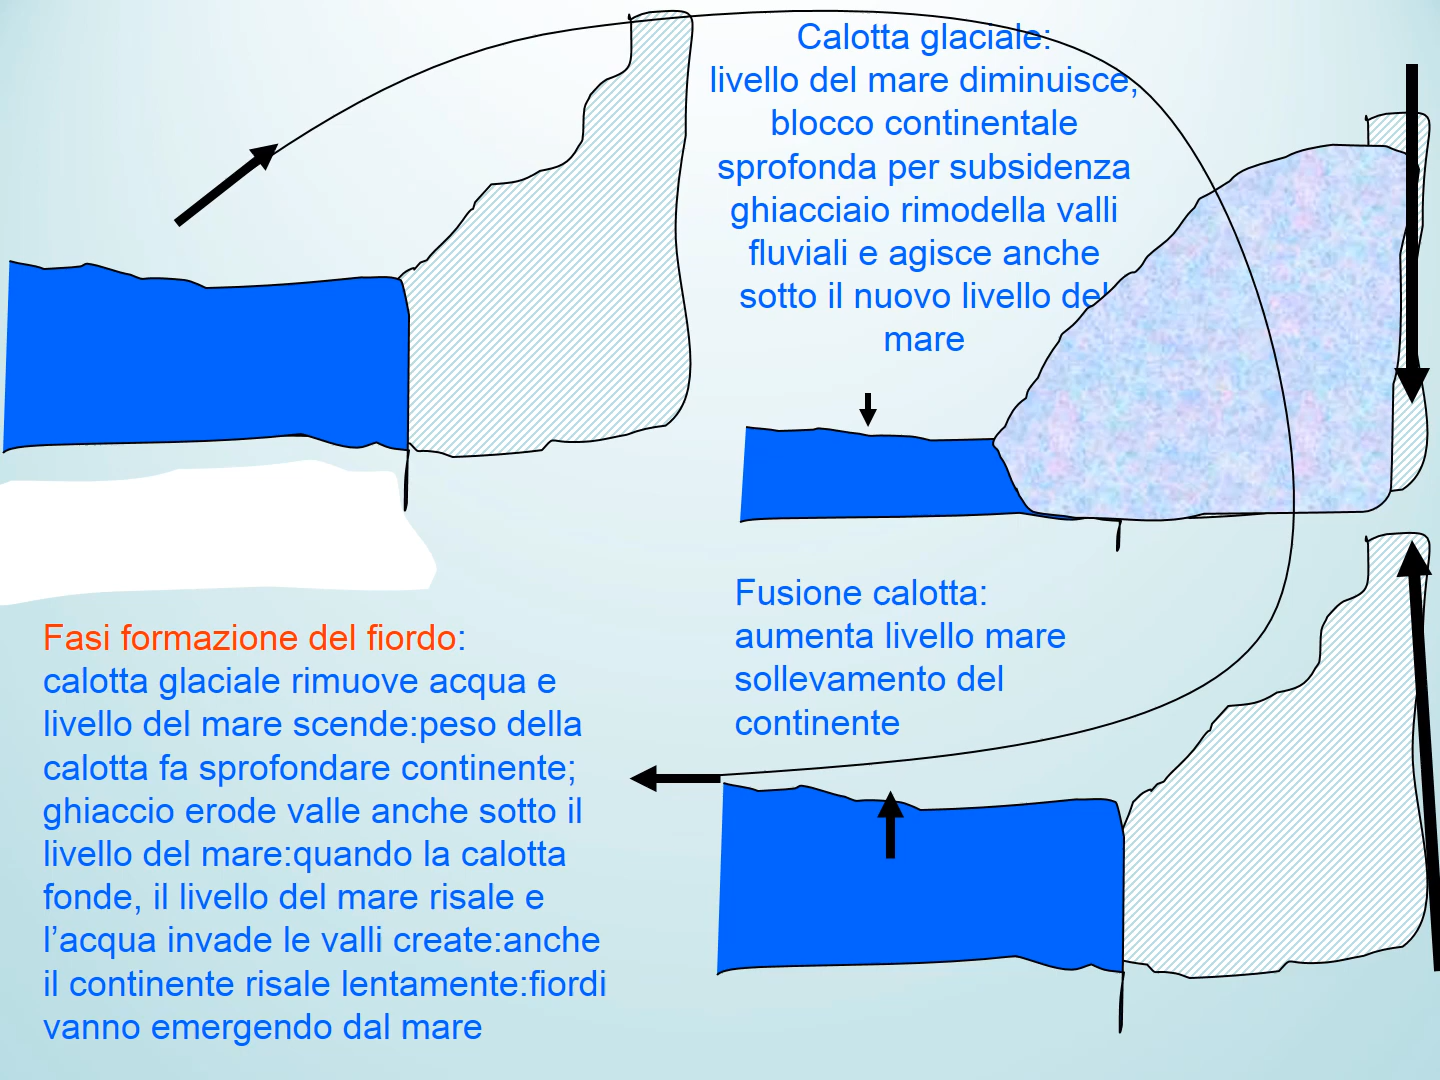 Calotta glaciale:
livello del mare diminuisce,
blocco continentale
sprofonda per subsidenza
ghiacciaio rimodella valli
fluviali e agisce anche
sotto il nuovo livello del
mare
Fusione calotta:
aumenta livello mare
sollevamento del
continente
Fasi formazione del fiordo:
calotta glaciale rimuove acqua e
livello del mare scende:peso della
calotta fa sprofondare continente;
ghiaccio erode valle anche sotto il
livello del mare:quando la calotta
fonde, il livello del mare risale e
l’acqua invade le valli create:anche
il continente risale lentamente:fiordi
vanno emergendo dal mare